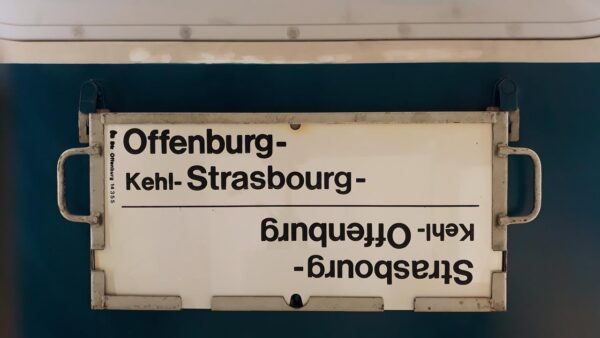 Offenburg-
Kehl- Strasbourg-
Strasbourg-
Kehl- Offenburg